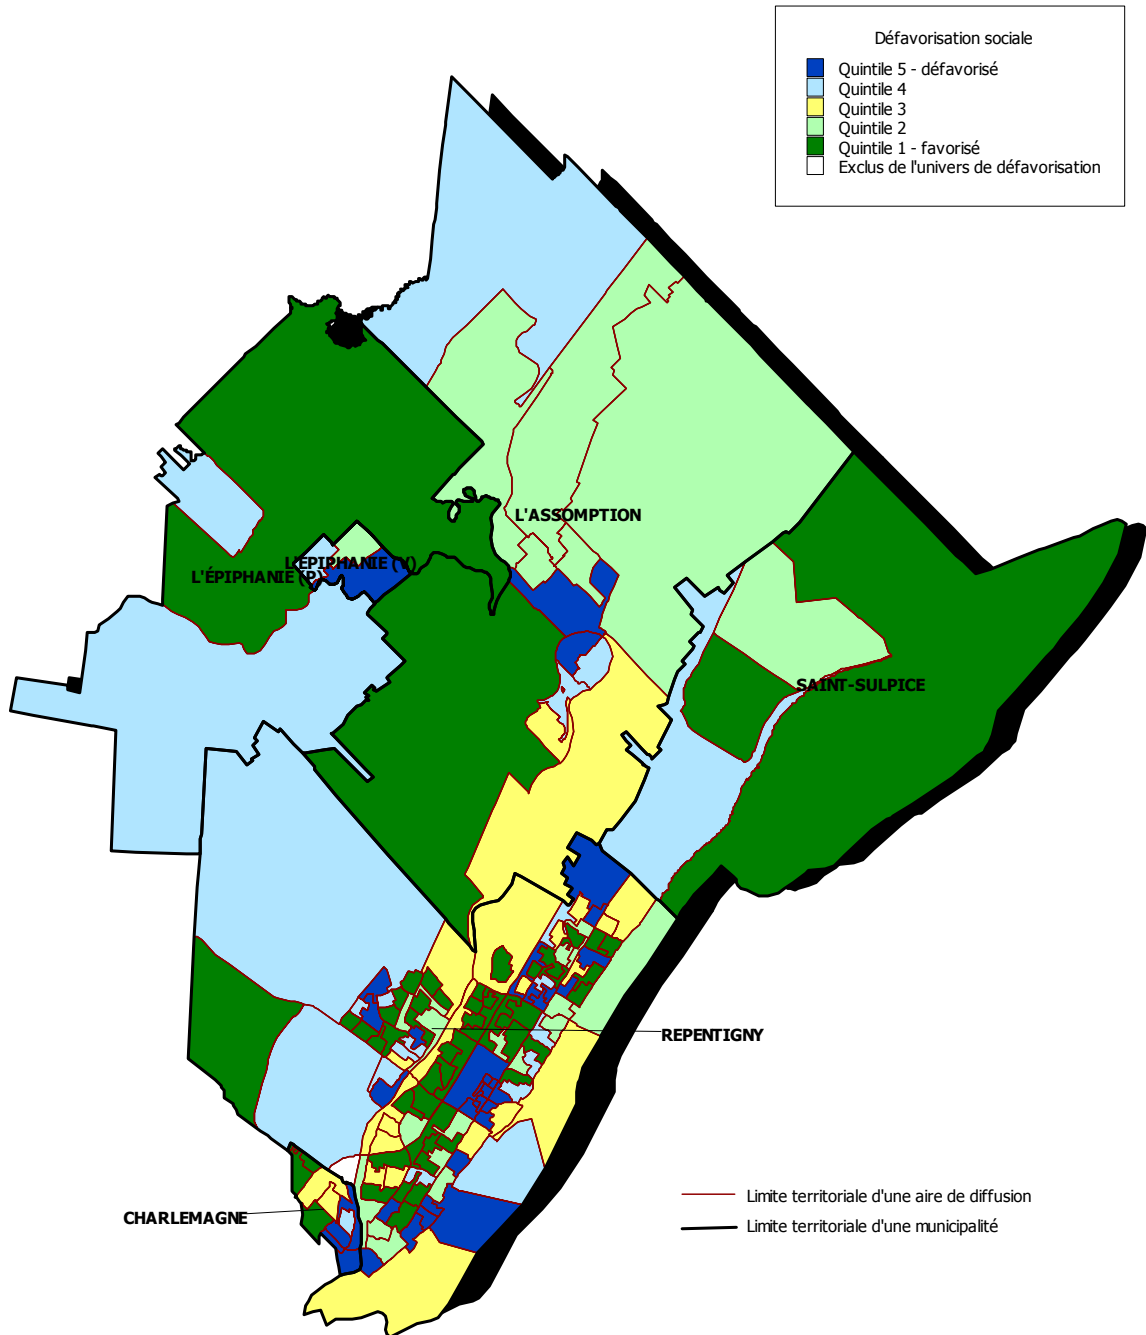 Défavorisation sociale
Quintile 5 - défavorisé
Quintile 4
Quintile 3
Quintile 2
Quintile 1 - favorisé
Exclus de l'univers de défavorisation
L'ASSOMPTION
L'ÉPIPHANIE (V)
L'ÉPIPHANIE (P)
SAINT-SULPICE
REPENTIGNY
CHARLEMAGNE
Limite territoriale d'une aire de diffusion
Limite territoriale d'une municipalité